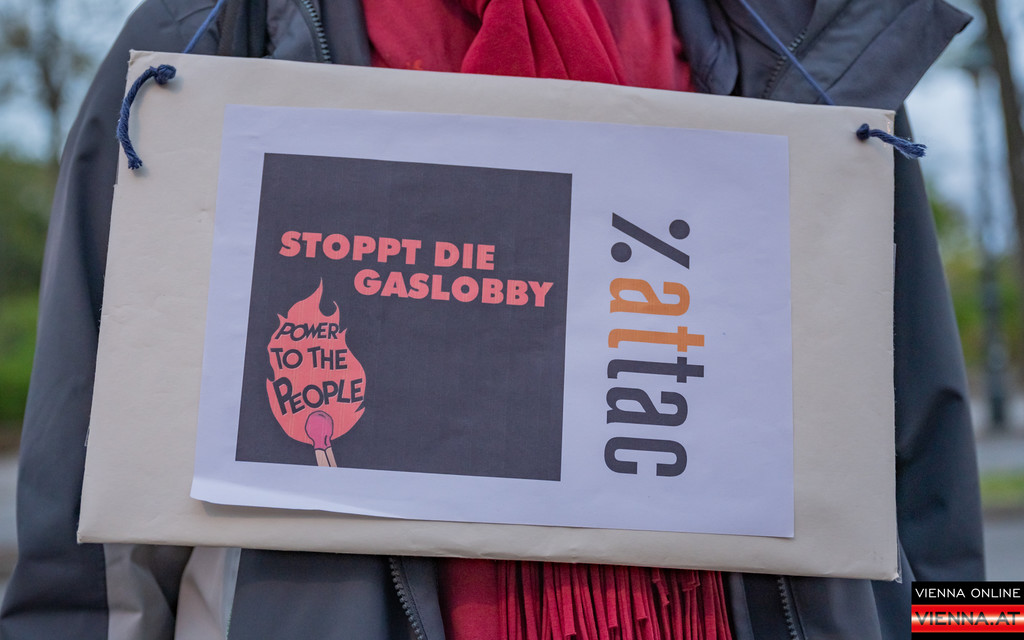 STOPPT DIE
GASLOBBY
POWER
TO THE
PEOPLE
% attac
VIENNA ONLINE
VIENNA.AT